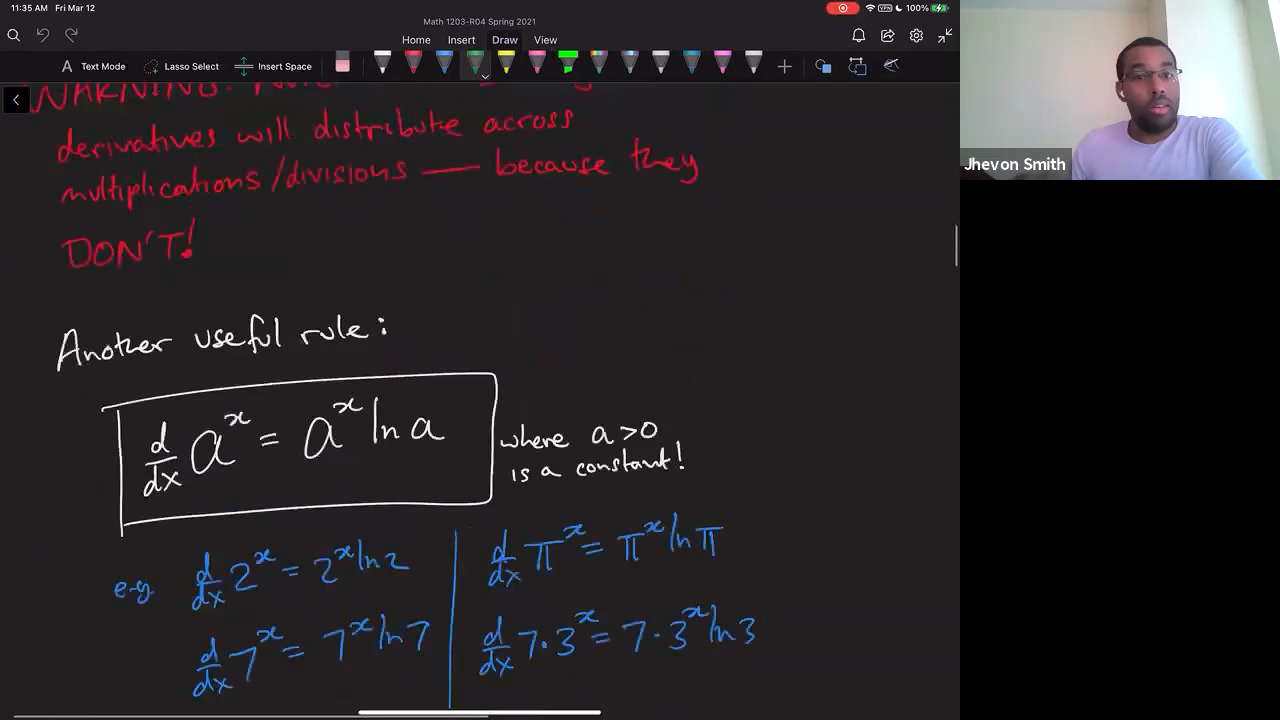 11:35 AM Fri Mar 12
100%
Math 1203-R04 Spring 2021
Home Insert Draw View
Text Mode Lasso Select Insert Space
WARNING:
derivatives will distribute across
multiplications/divisions — because they
DON'T!
Another useful rule:
d/dx a^x = a^x ln a
where a>0
is a constant!
e.g. d/dx 2^x = 2^x ln 2
d/dx 7^x = 7^x ln 7
d/dx π^x = π^x ln π
d/dx 7·3^x = 7·3^x ln 3
Jhevon Smith